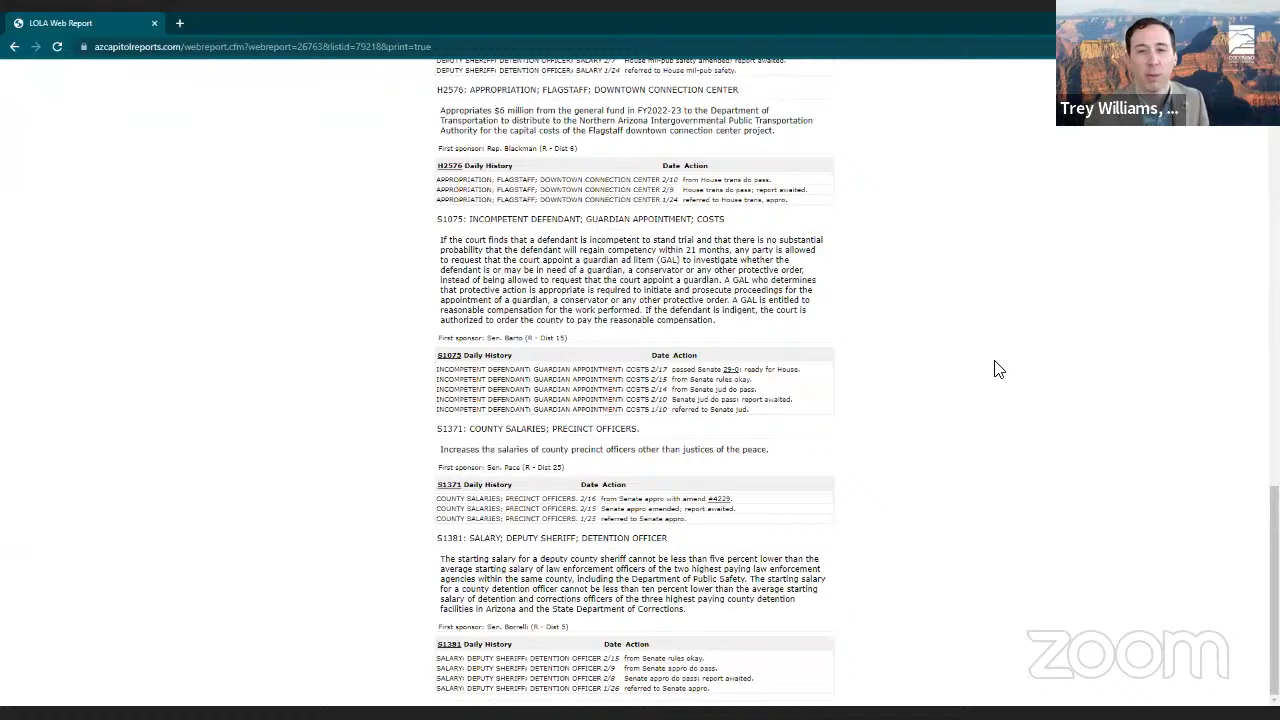 LOLA Web Report
azcapitolreports.com/webreport.cfm?webreport=26763&listid=79218&print=true
COCONINO
Trey Williams, ...
DEPUTY SHERIFF; DETENTION OFFICER; SALARY 2/7 House mil-pub safety amended; report awaited.
DEPUTY SHERIFF; DETENTION OFFICER; SALARY 1/24 referred to House mil-pub safety.
H2576: APPROPRIATION; FLAGSTAFF; DOWNTOWN CONNECTION CENTER
Appropriates $6 million from the general fund in FY2022-23 to the Department of
Transportation to distribute to the Northern Arizona Intergovernmental Public Transportation
Authority for the capital costs of the Flagstaff downtown connection center project.
First sponsor: Rep. Blackman (R - Dist 6)
H2576 Daily History Date Action
APPROPRIATION; FLAGSTAFF; DOWNTOWN CONNECTION CENTER 2/10 from House trans do pass.
APPROPRIATION; FLAGSTAFF; DOWNTOWN CONNECTION CENTER 2/9 House trans do pass; report awaited.
APPROPRIATION; FLAGSTAFF; DOWNTOWN CONNECTION CENTER 1/24 referred to House trans, appro.
S1075: INCOMPETENT DEFENDANT; GUARDIAN APPOINTMENT; COSTS
If the court finds that a defendant is incompetent to stand trial and that there is no substantial
probability that the defendant will regain competency within 21 months, any party is allowed
to request that the court appoint a guardian ad litem (GAL) to investigate whether the
defendant is or may be in need of a guardian, a conservator or any other protective order,
instead of being allowed to request that the court appoint a guardian. A GAL who determines
that protective action is appropriate is required to initiate and prosecute proceedings for the
appointment of a guardian, a conservator or any other protective order. A GAL is entitled to
reasonable compensation for the work performed. If the defendant is indigent, the court is
authorized to order the county to pay the reasonable compensation.
First sponsor: Sen. Barto (R - Dist 15)
S1075 Daily History Date Action
INCOMPETENT DEFENDANT; GUARDIAN APPOINTMENT; COSTS 2/17 passed Senate 29-0; ready for House.
INCOMPETENT DEFENDANT; GUARDIAN APPOINTMENT; COSTS 2/15 from Senate rules okay.
INCOMPETENT DEFENDANT; GUARDIAN APPOINTMENT; COSTS 2/14 from Senate jud do pass.
INCOMPETENT DEFENDANT; GUARDIAN APPOINTMENT; COSTS 2/10 Senate jud do pass; report awaited.
INCOMPETENT DEFENDANT; GUARDIAN APPOINTMENT; COSTS 1/10 referred to Senate jud.
S1371: COUNTY SALARIES; PRECINCT OFFICERS.
Increases the salaries of county precinct officers other than justices of the peace.
First sponsor: Sen. Pace (R - Dist 25)
S1371 Daily History Date Action
COUNTY SALARIES; PRECINCT OFFICERS. 2/16 from Senate appro with amend #4229.
COUNTY SALARIES; PRECINCT OFFICERS. 2/15 Senate appro amended; report awaited.
COUNTY SALARIES; PRECINCT OFFICERS. 1/25 referred to Senate appro.
S1381: SALARY; DEPUTY SHERIFF; DETENTION OFFICER
The starting salary for a deputy county sheriff cannot be less than five percent lower than the
average starting salary of law enforcement officers of the two highest paying law enforcement
agencies within the same county, including the Department of Public Safety. The starting salary
for a county detention officer cannot be less than ten percent lower than the average starting
salary of detention and corrections officers of the three highest paying county detention
facilities in Arizona and the State Department of Corrections.
First sponsor: Sen. Borrelli (R - Dist 5)
S1381 Daily History Date Action
SALARY; DEPUTY SHERIFF; DETENTION OFFICER 2/15 from Senate rules okay.
SALARY; DEPUTY SHERIFF; DETENTION OFFICER 2/9 from Senate appro do pass.
SALARY; DEPUTY SHERIFF; DETENTION OFFICER 2/8 Senate appro do pass; report awaited.
SALARY; DEPUTY SHERIFF; DETENTION OFFICER 1/26 referred to Senate appro.
zoom